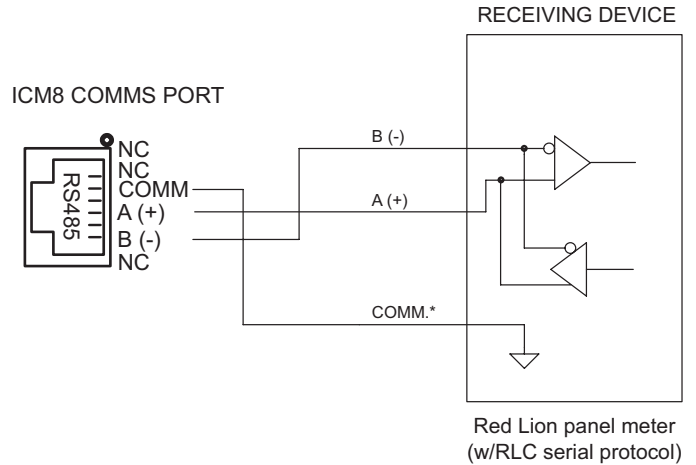 RECEIVING DEVICE
ICM8 COMMS PORT
NC
NC
COMM
A (+)
B (-)
NC
RS485
B (-)
A (+)
COMM.*
Red Lion panel meter
(w/RLC serial protocol)